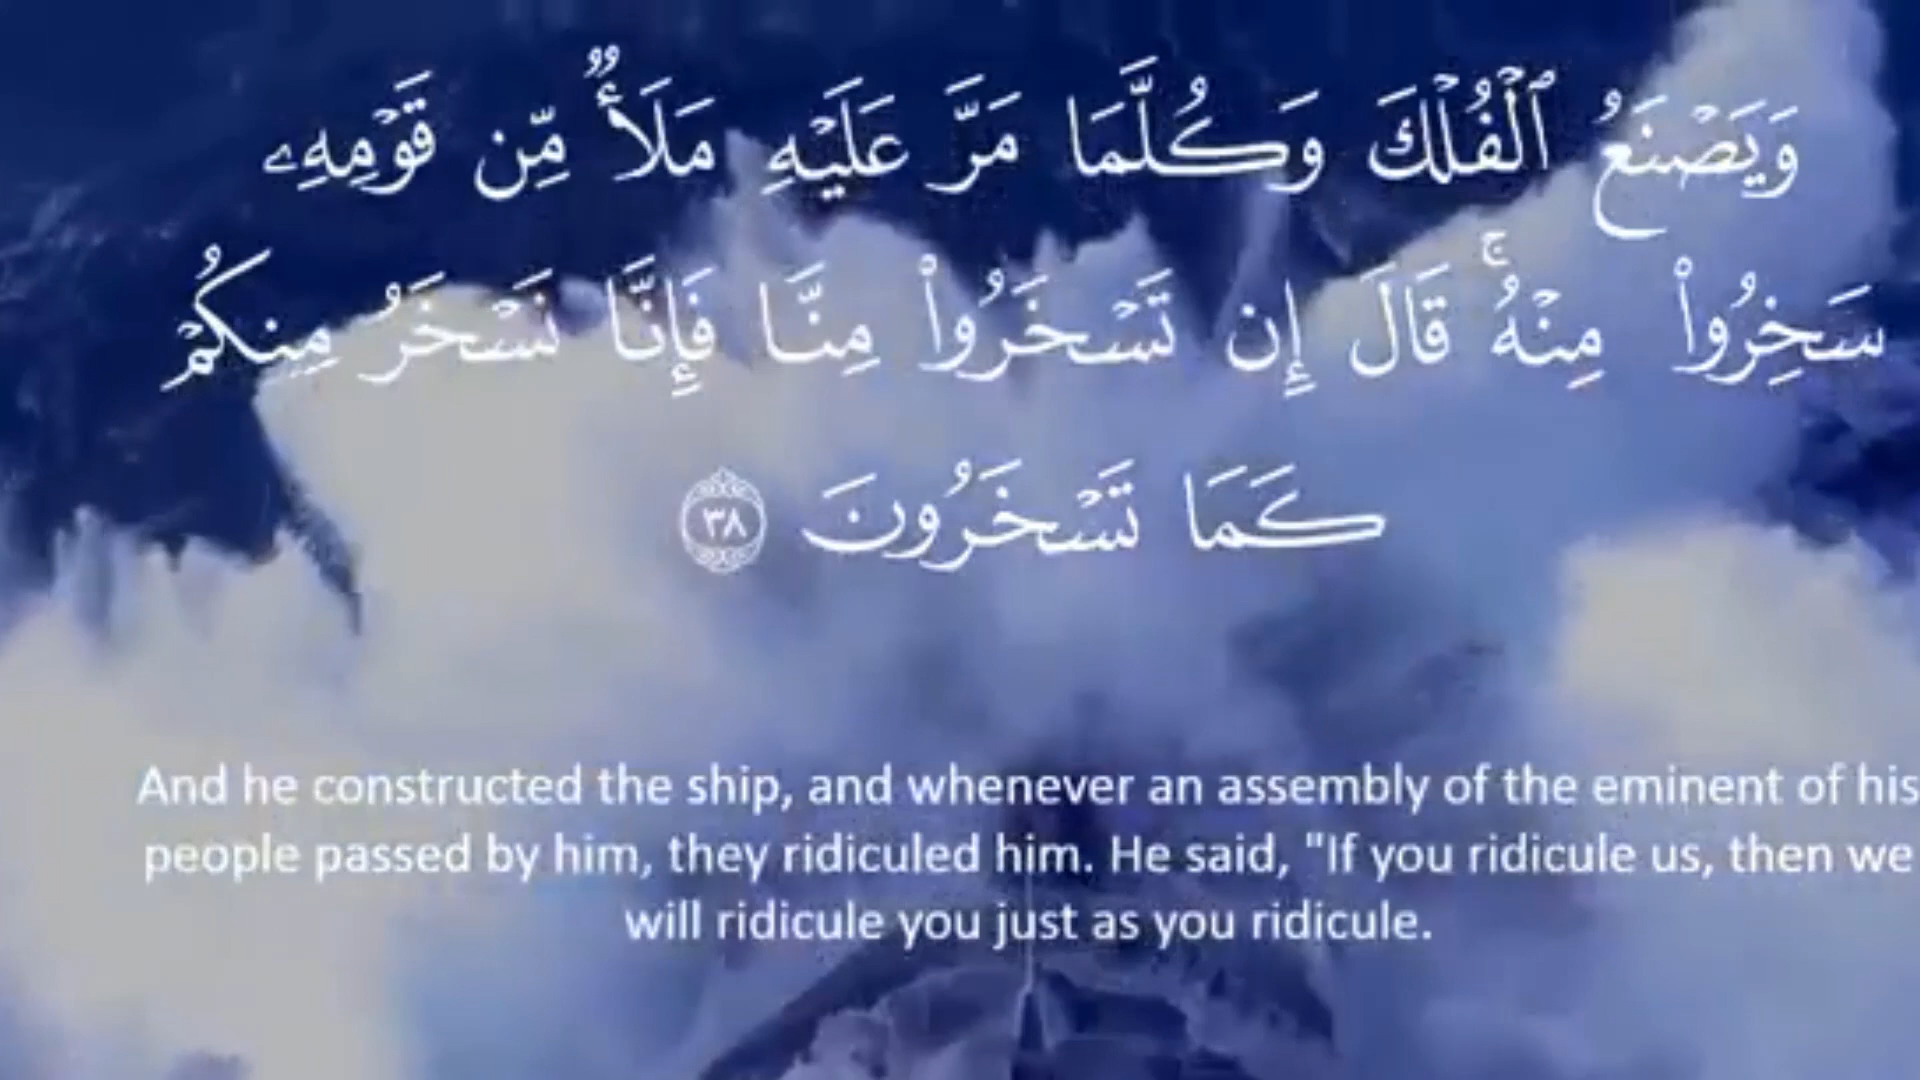 وَيَصْنَعُ ٱلْفُلْكَ وَكُلَّمَا مَرَّ عَلَيْهِ مَلَأٌ مِّن قَوْمِهِۦ
سَخِرُوا۟ مِنْهُ ۚ قَالَ إِن تَسْخَرُوا۟ مِنَّا فَإِنَّا نَسْخَرُ مِنكُمْ
كَمَا تَسْخَرُونَ ٣٨
And he constructed the ship, and whenever an assembly of the eminent of his
people passed by him, they ridiculed him. He said, "If you ridicule us, then we
will ridicule you just as you ridicule.